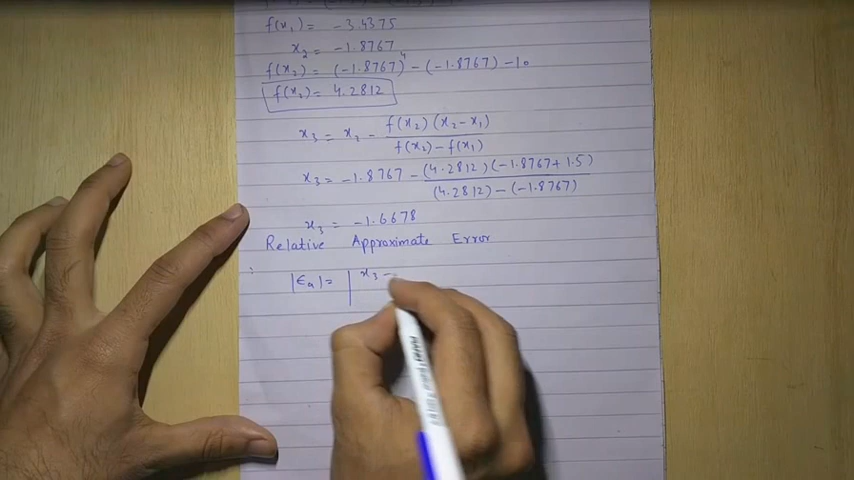 f(x₁) = -3.4375
x₂ = -1.8767
f(x₂) = (-1.8767)⁴ - (-1.8767) - 10
f(x₂) = 4.2812
x₃ = x₂ - f(x₂) (x₂ - x₁) / f(x₂) - f(x₁)
x₃ = -1.8767 - (4.2812)(-1.8767 + 1.5) / (4.2812) - (-1.8767)
x₃ = -1.6678
Relative Approximate Error
|ϵₐ| = | x₃ -